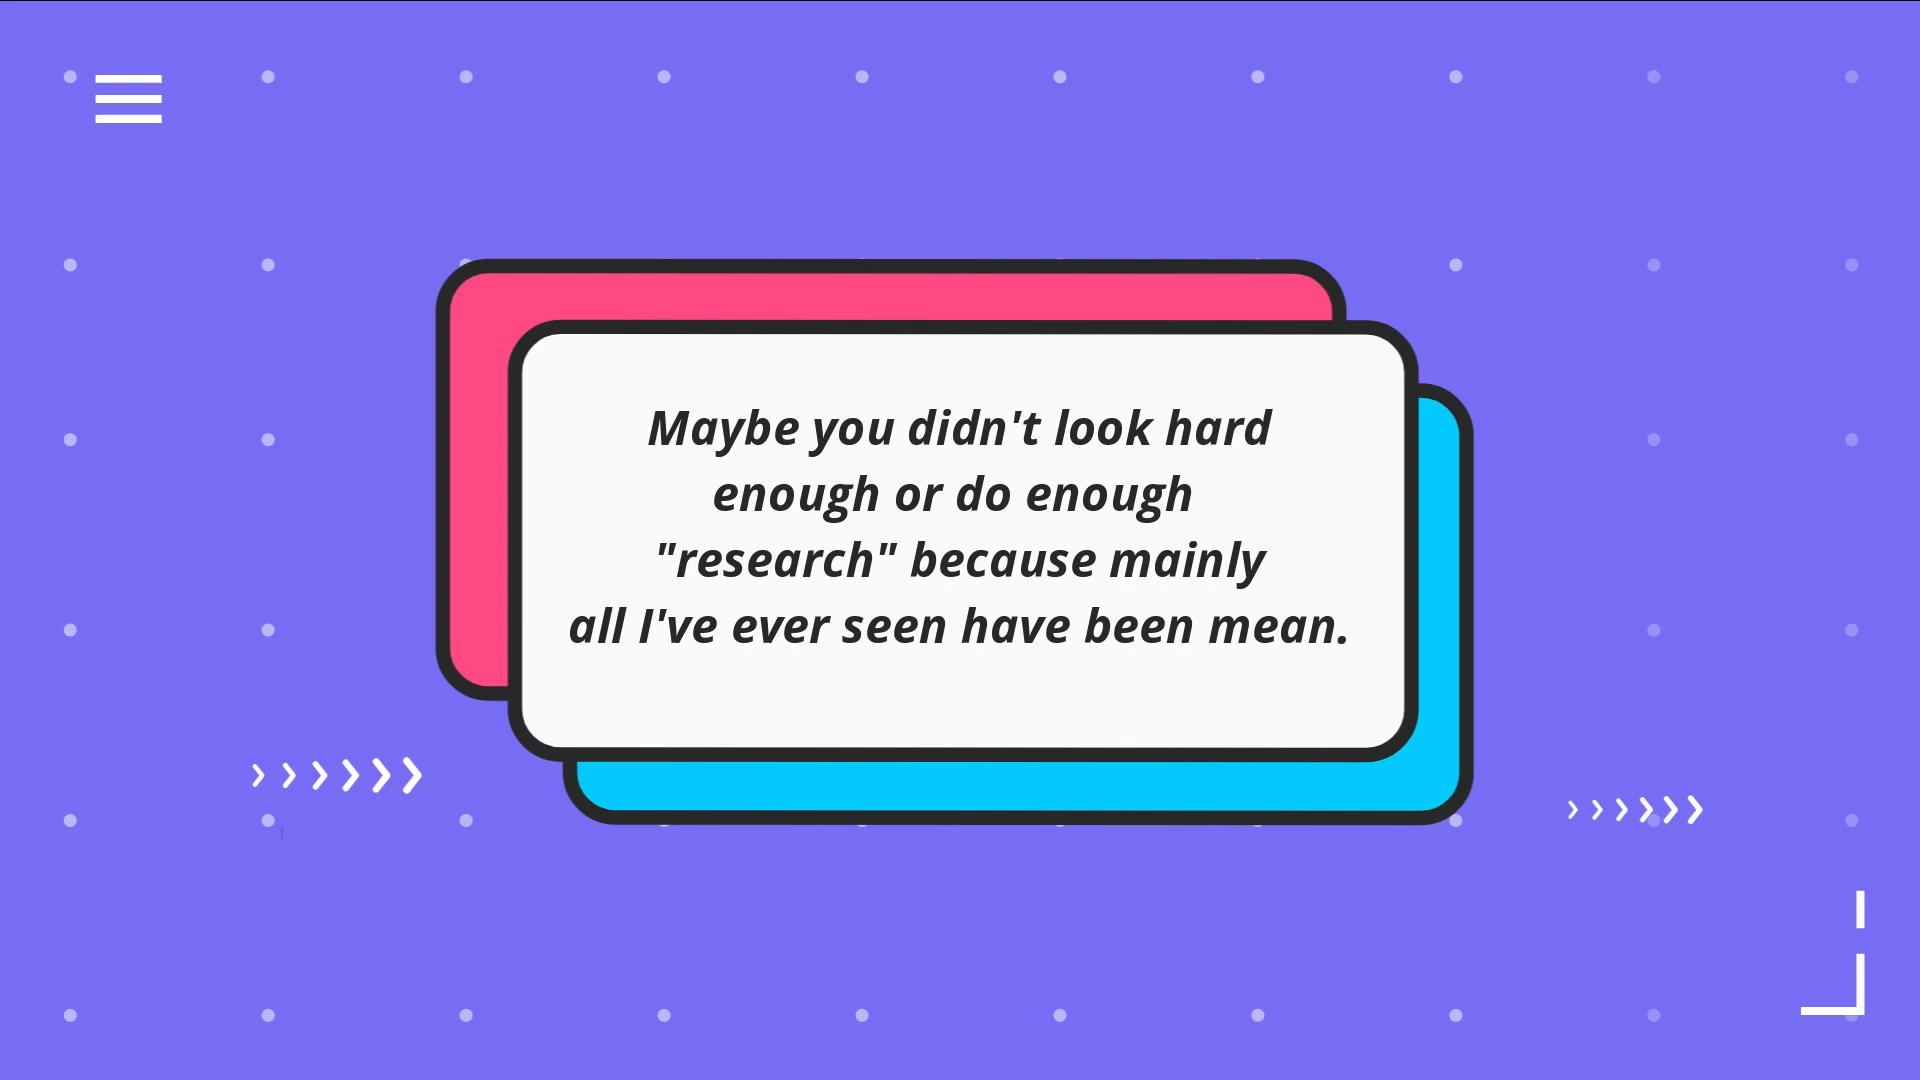 Maybe you didn't look hard
enough or do enough
"research" because mainly
all I've ever seen have been mean.